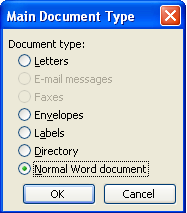 Main Document Type
Document type:
Letters
E-mail messages
Faxes
Envelopes
Labels
Directory
Normal Word document
OK
Cancel